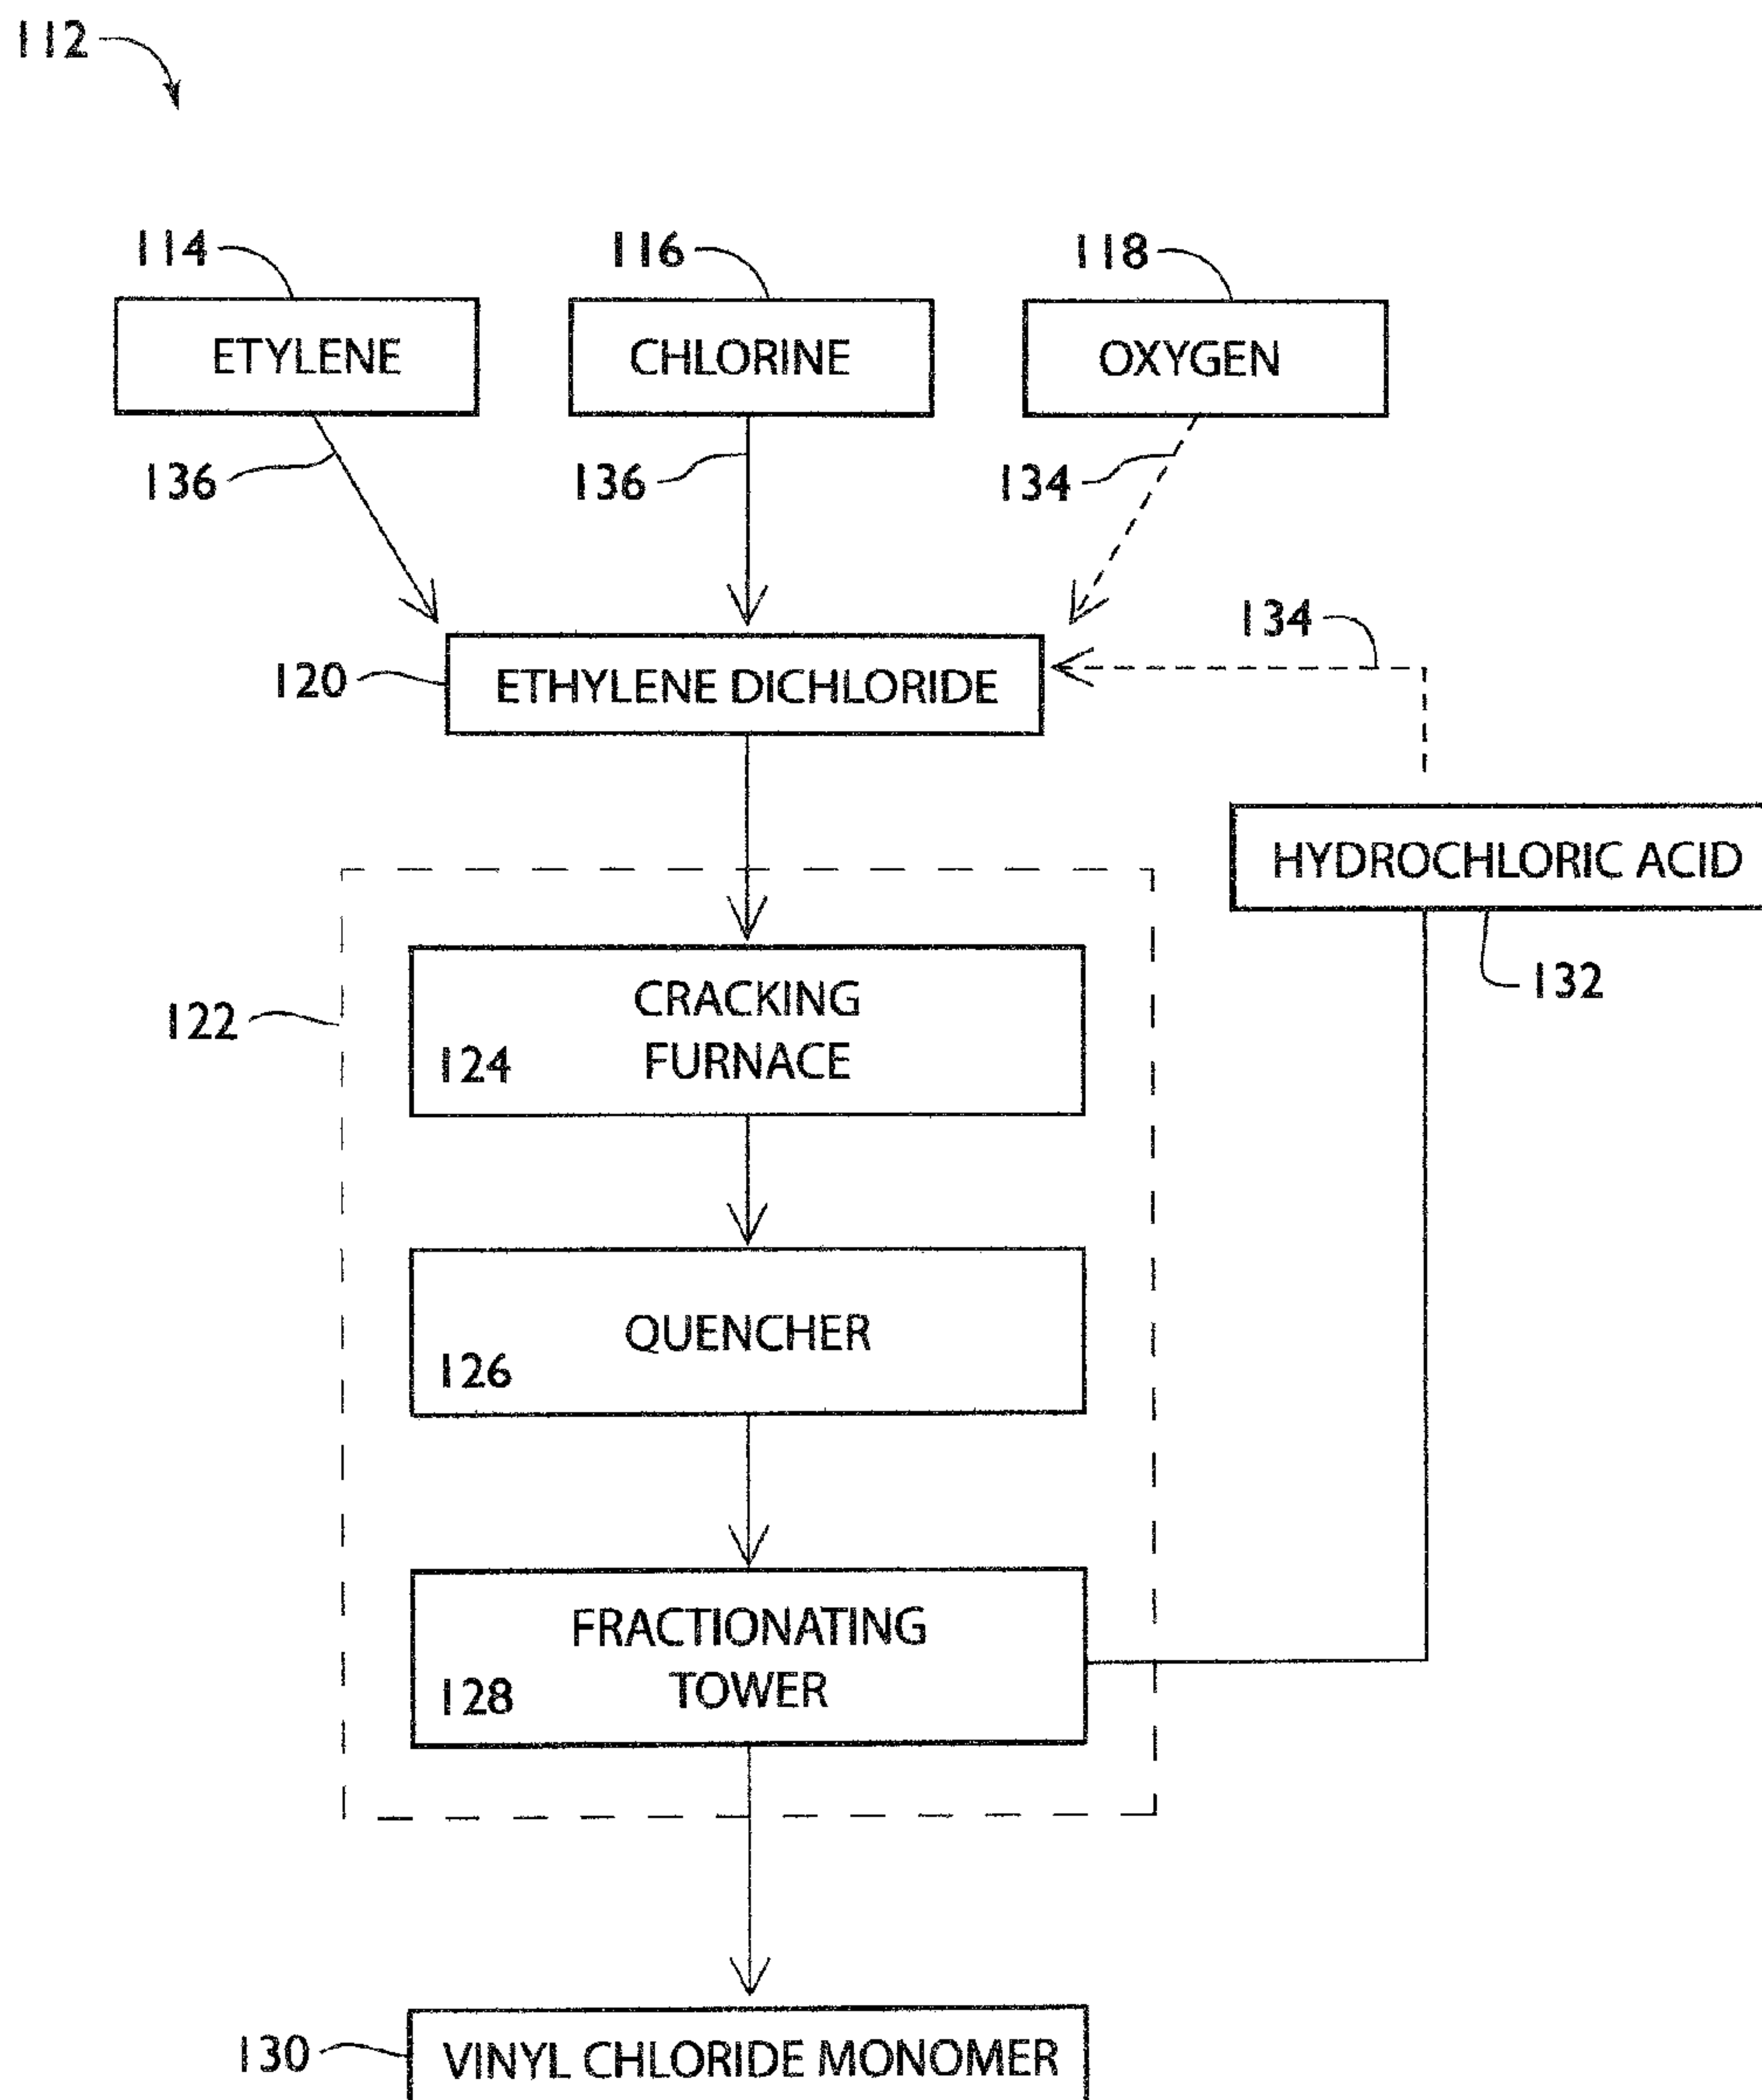 112
114
116
118
ETYLENE
CHLORINE
OXYGEN
136
136
134
134
120
ETHYLENE DICHLORIDE
HYDROCHLORIC ACID
132
122
CRACKING
FURNACE
124
QUENCHER
126
FRACTIONATING
TOWER
128
130
VINYL CHLORIDE MONOMER